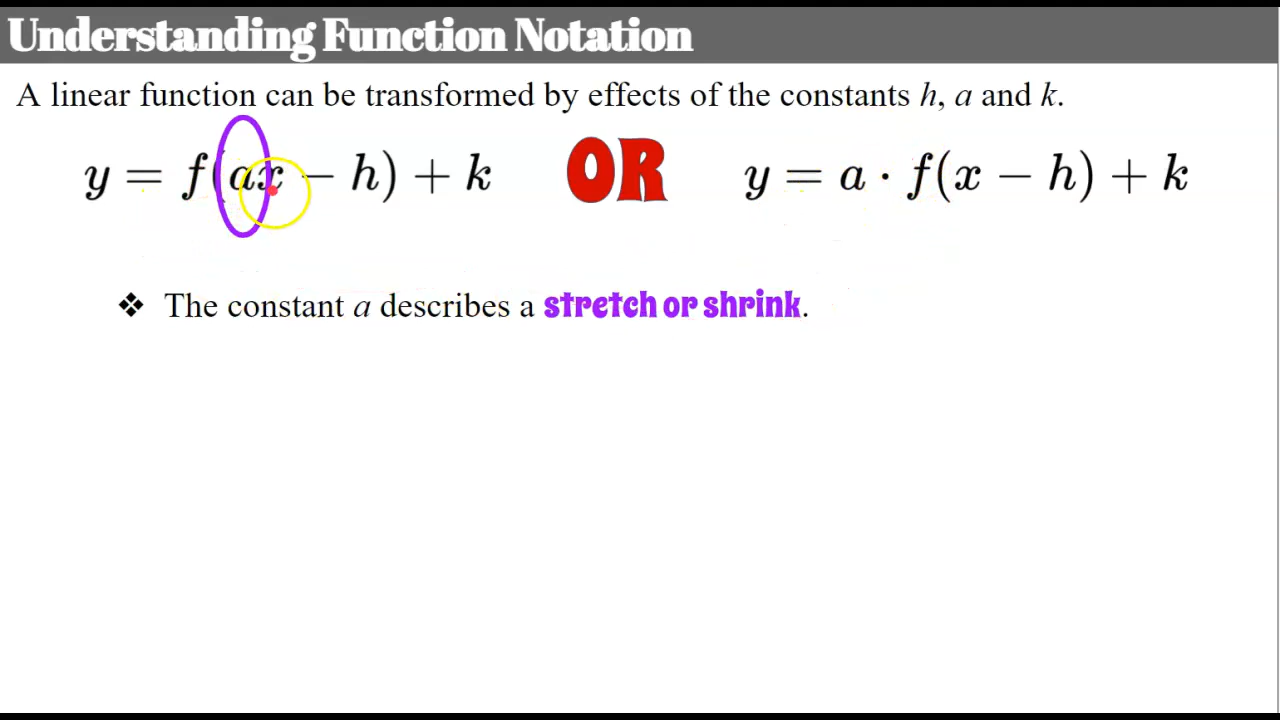 Understanding Function Notation
A linear function can be transformed by effects of the constants h, a and k.
y = f(ax − h) + k OR y = a · f(x − h) + k
❖ The constant a describes a stretch or shrink.